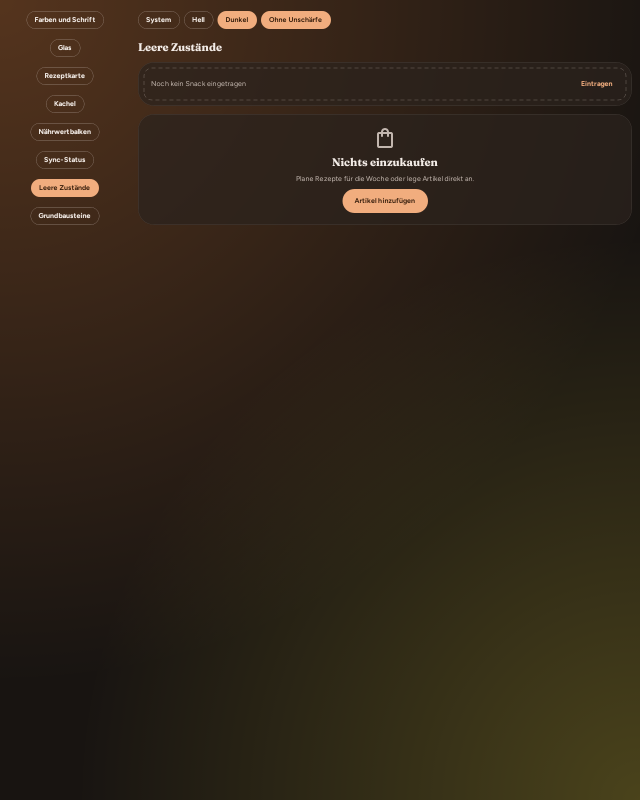 Farben und Schrift
Glas
Rezeptkarte
Kachel
Nährwertbalken
Sync-Status
Leere Zustände
Grundbausteine
System
Hell
Dunkel
Ohne Unschärfe
Leere Zustände
Noch kein Snack eingetragen
Eintragen
Nichts einzukaufen
Plane Rezepte für die Woche oder lege Artikel direkt an.
Artikel hinzufügen